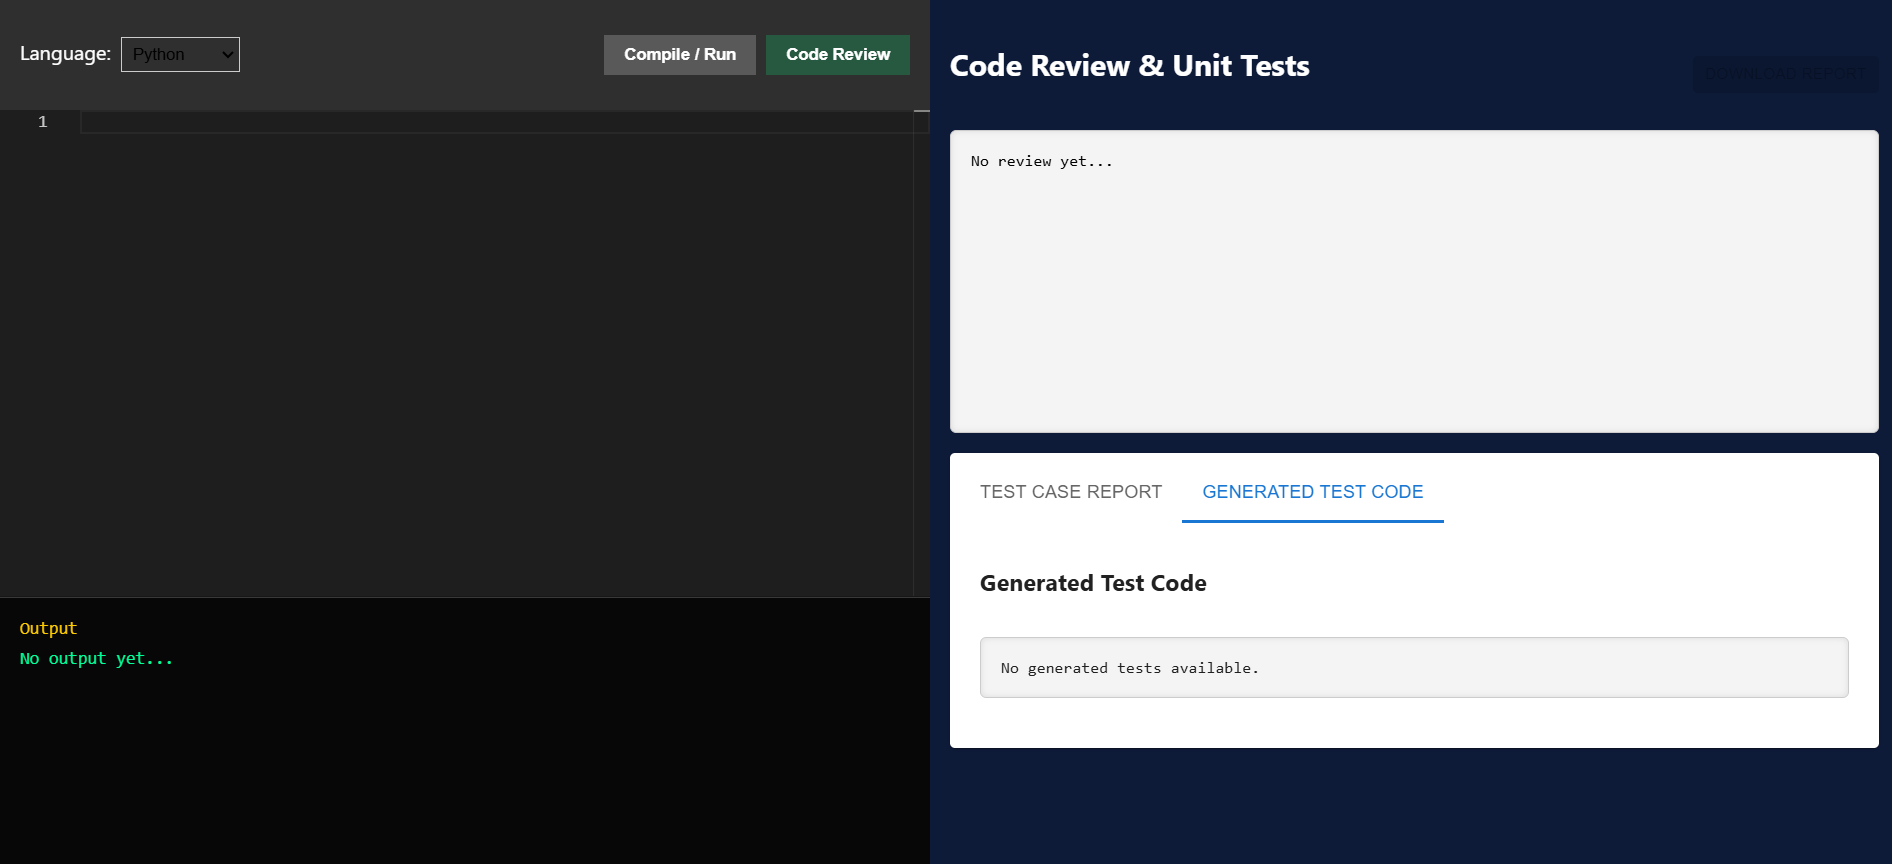 Language: Python
Compile / Run
Code Review
1
Output
No output yet...
Code Review & Unit Tests
DOWNLOAD REPORT
No review yet...
TEST CASE REPORT
GENERATED TEST CODE
Generated Test Code
No generated tests available.